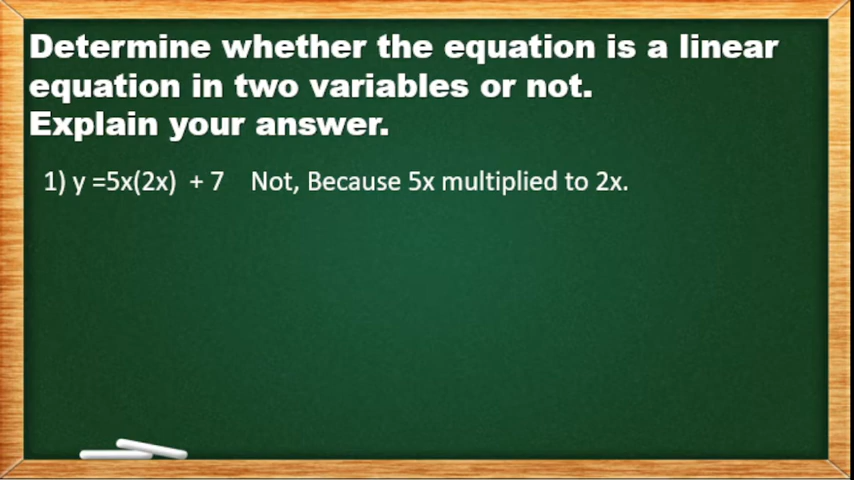 Determine whether the equation is a linear
equation in two variables or not.
Explain your answer.
1) y =5x(2x) + 7 Not, Because 5x multiplied to 2x.